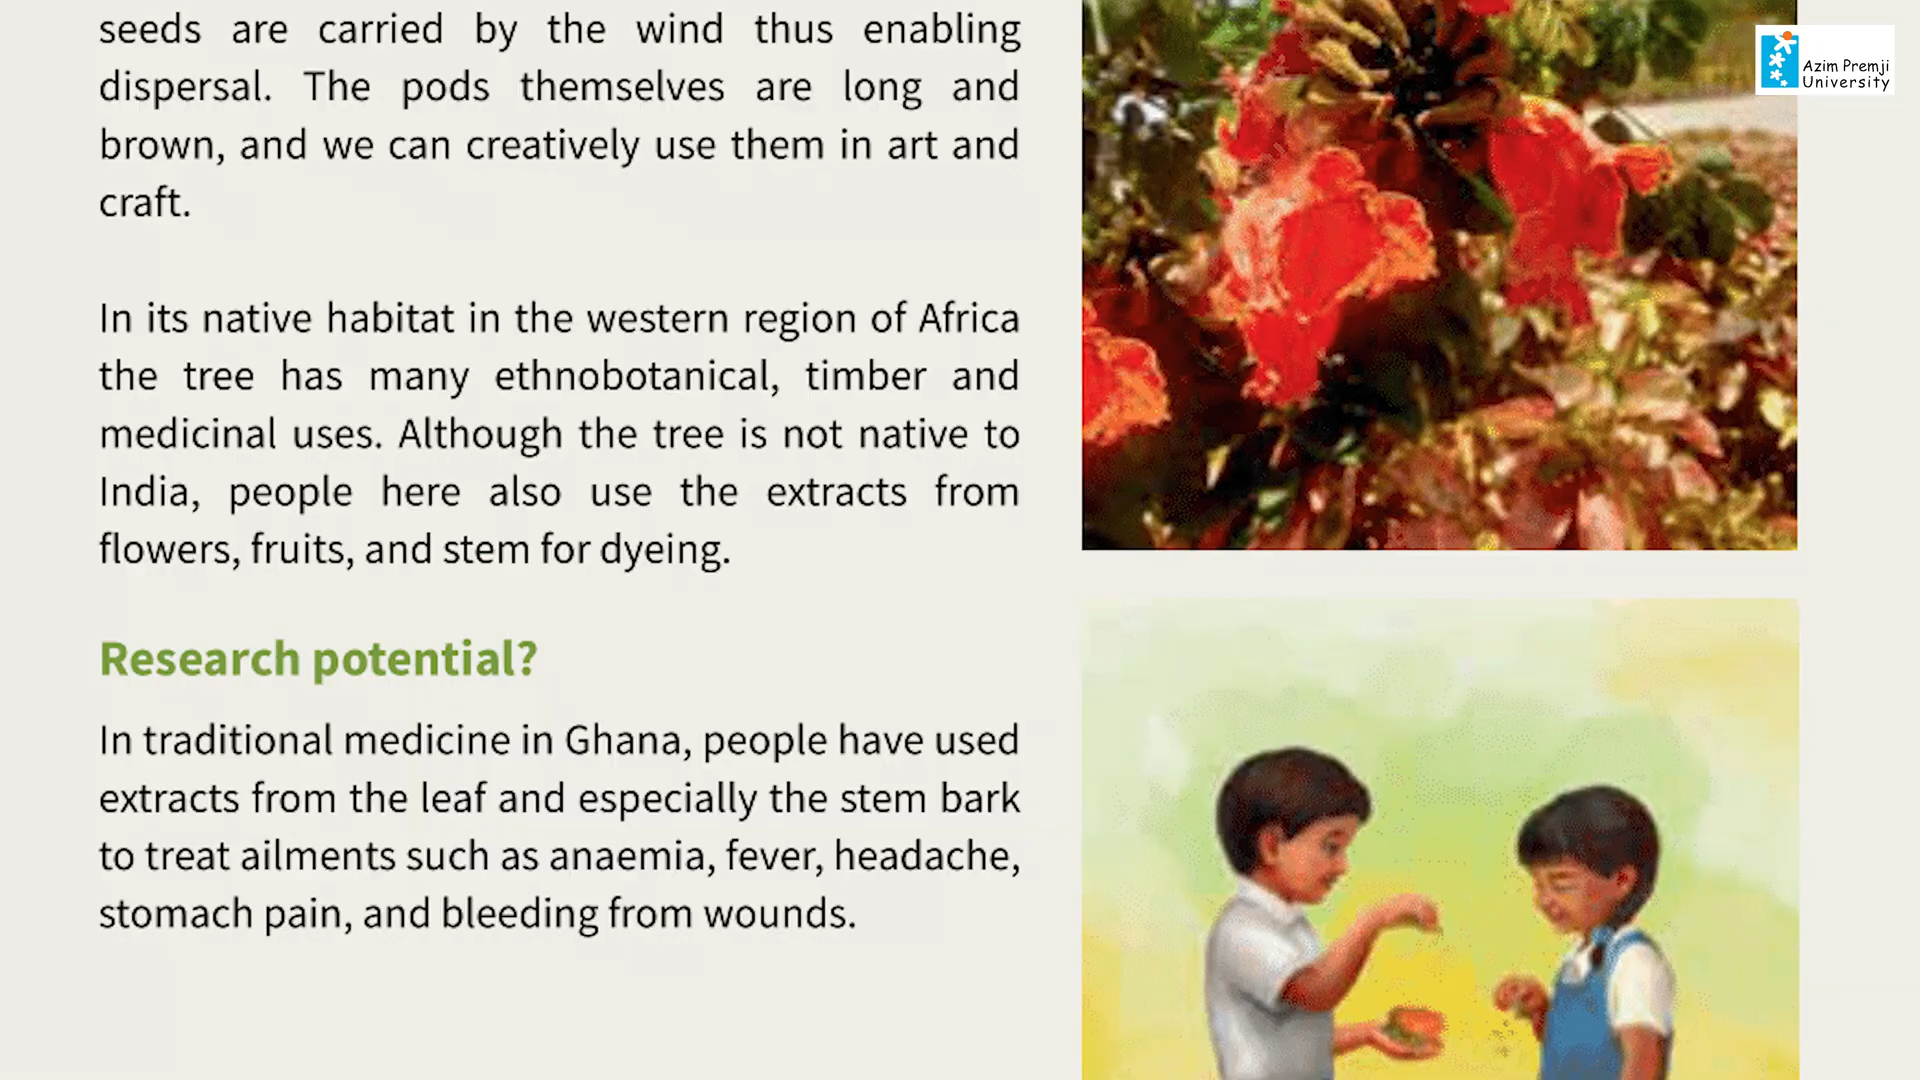 seeds are carried by the wind thus enabling
dispersal. The pods themselves are long and
brown, and we can creatively use them in art and
craft.
In its native habitat in the western region of Africa
the tree has many ethnobotanical, timber and
medicinal uses. Although the tree is not native to
India, people here also use the extracts from
flowers, fruits, and stem for dyeing.
Research potential?
In traditional medicine in Ghana, people have used
extracts from the leaf and especially the stem bark
to treat ailments such as anaemia, fever, headache,
stomach pain, and bleeding from wounds.
Azim Premji
University